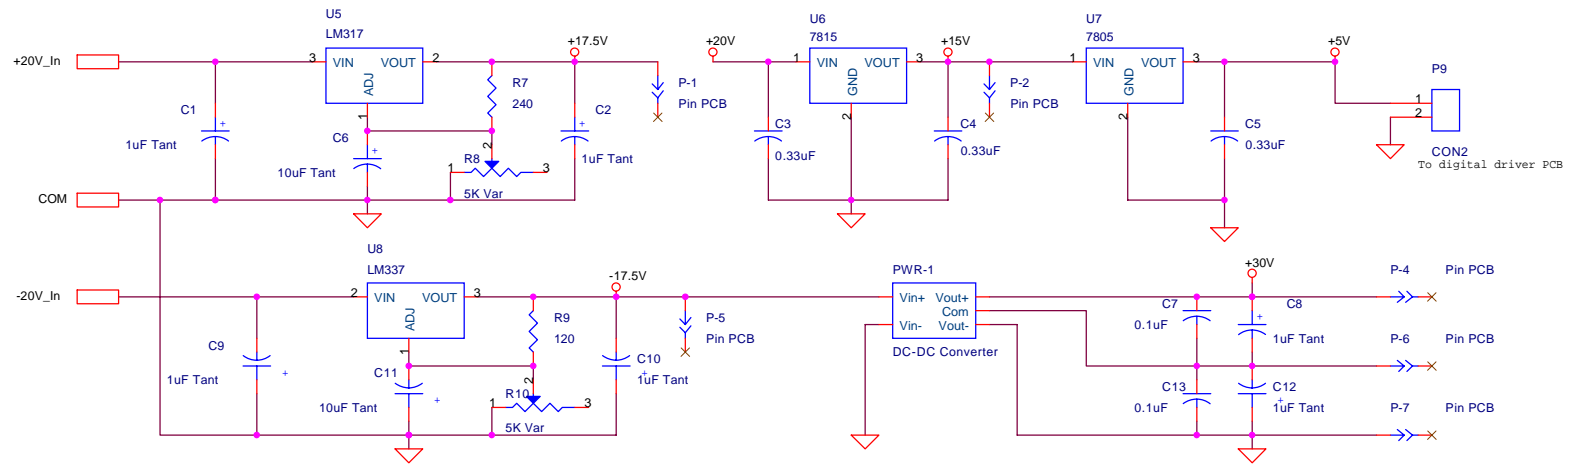 U5
LM317
+20V_In
3
VIN
VOUT
2
ADJ
1
+17.5V
R7
240
P-1
Pin PCB
C1
+
1uF Tant
C6
+
10uF Tant
2
R8
1
3
5K Var
C2
+
1uF Tant
COM
+20V
U6
7815
1
VIN
VOUT
3
GND
2
+15V
C3
0.33uF
C4
0.33uF
P-2
Pin PCB
U7
7805
1
VIN
VOUT
3
GND
2
C5
0.33uF
+5V
P9
1
2
CON2
To digital driver PCB
U8
LM337
-20V_In
2
VIN
VOUT
3
ADJ
1
-17.5V
R9
120
P-5
Pin PCB
C9
1uF Tant
+
C11
10uF Tant
+
2
R10
1
3
5K Var
C10
+
1uF Tant
PWR-1
Vin+
Vout+
Com
Vin-
Vout-
DC-DC Converter
+30V
C7
0.1uF
C8
+
1uF Tant
C13
0.1uF
C12
+
1uF Tant
P-4
Pin PCB
P-6
Pin PCB
P-7
Pin PCB